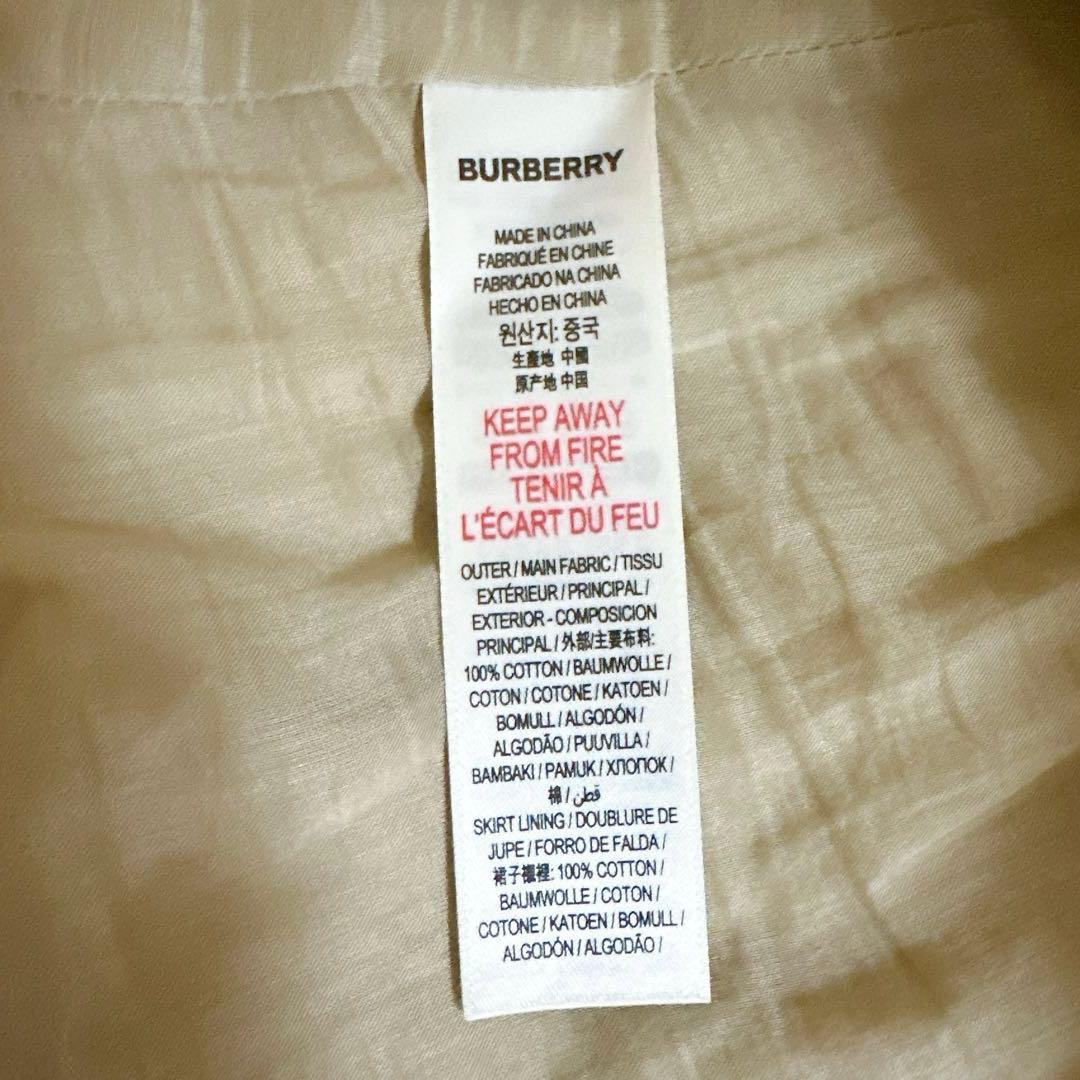 BURBERRY
MADE IN CHINA
FABRIQUÉ EN CHINE
FABRICADO NA CHINA
HECHO EN CHINA
원산지: 중국
生產地 中國
原产地 中国
KEEP AWAY
FROM FIRE
TENIR À
L'ÉCART DU FEU
OUTER / MAIN FABRIC / TISSU
EXTÉRIEUR / PRINCIPAL /
EXTERIOR - COMPOSICION
PRINCIPAL / 外部/主要布料:
100% COTTON / BAUMWOLLE /
COTON / COTONE / KATOEN /
BOMULL / ALGODÓN /
ALGODÃO / PUUVILLA /
BAMBAKI / PAMUK / ХЛОПОК /
棉 / قطن
SKIRT LINING / DOUBLURE DE
JUPE / FORRO DE FALDA /
裙子襯裡: 100% COTTON /
BAUMWOLLE / COTON /
COTONE / KATOEN / BOMULL /
ALGODÓN / ALGODÃO /